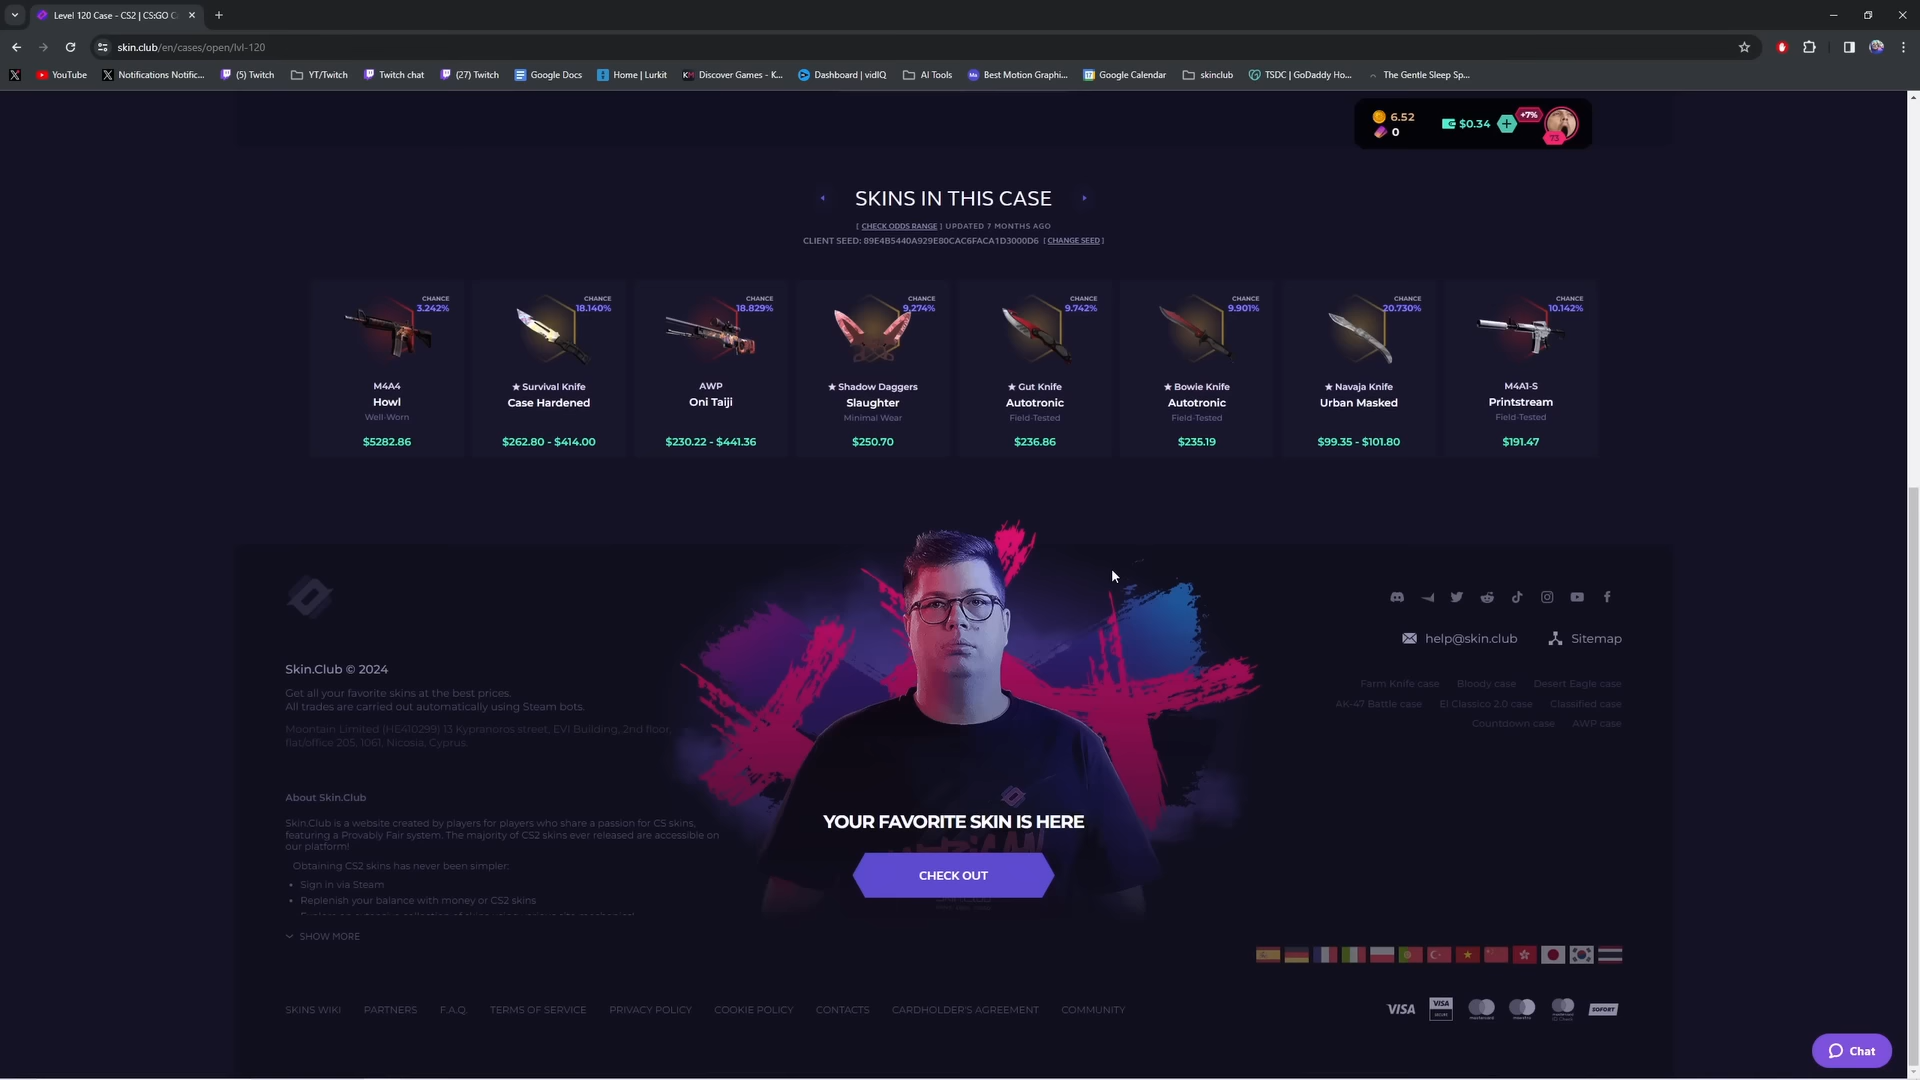 Level 120 Case - CS2 | CS:GO C
skin.club/en/cases/open/lvl-120
YouTube
Notifications Notific...
(5) Twitch
YT/Twitch
Twitch chat
(27) Twitch
Google Docs
Home | Lurkit
Discover Games - K...
Dashboard | vidIQ
AI Tools
Best Motion Graphi...
Google Calendar
skinclub
TSDC | GoDaddy Ho...
The Gentle Sleep Sp...
6.52
0
$0.34
+7%
73
SKINS IN THIS CASE
[ CHECK ODDS RANGE ] UPDATED 7 MONTHS AGO
CLIENT SEED: 89E4B5440A929E80CAC6FACA1D3000D6 [ CHANGE SEED ]
CHANCE
3.242%
M4A4
Howl
Well-Worn
$5282.86
CHANCE
18.140%
★ Survival Knife
Case Hardened
$262.80 - $414.00
CHANCE
18.829%
AWP
Oni Taiji
$230.22 - $441.36
CHANCE
9.274%
★ Shadow Daggers
Slaughter
Minimal Wear
$250.70
CHANCE
9.742%
★ Gut Knife
Autotronic
Field-Tested
$236.86
CHANCE
9.901%
★ Bowie Knife
Autotronic
Field-Tested
$235.19
CHANCE
20.730%
★ Navaja Knife
Urban Masked
$99.35 - $101.80
CHANCE
10.142%
M4A1-S
Printstream
Field-Tested
$191.47
Skin.Club © 2024
Get all your favorite skins at the best prices.
All trades are carried out automatically using Steam bots.
Moontain Limited (HE410299) 13 Kypranoros street, EVI Building, 2nd floor,
flat/office 205, 1061, Nicosia, Cyprus.
About Skin.Club
Skin.Club is a website created by players for players who share a passion for CS skins,
featuring a Provably Fair system. The majority of CS2 skins ever released are accessible on
our platform!
Obtaining CS2 skins has never been simpler:
• Sign in via Steam
• Replenish your balance with money or CS2 skins
SHOW MORE
YOUR FAVORITE SKIN IS HERE
CHECK OUT
help@skin.club
Sitemap
Farm Knife case Bloody case Desert Eagle case
AK-47 Battle case El Classico 2.0 case Classified case
Countdown case AWP case
SKINS WIKI PARTNERS F.A.Q. TERMS OF SERVICE PRIVACY POLICY COOKIE POLICY CONTACTS CARDHOLDER'S AGREEMENT COMMUNITY
VISA
VISA
SECURE
SOFORT
Chat